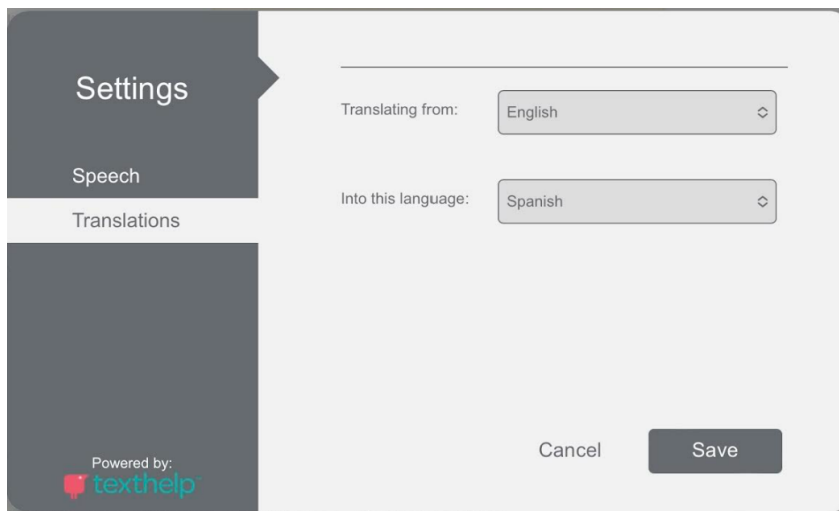 Settings
Speech
Translations
Translating from:
English
Into this language:
Spanish
Cancel
Save
Powered by:
texthelp